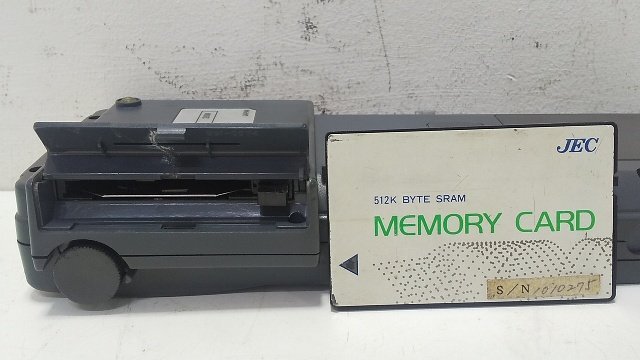 JEC
512K BYTE SRAM
MEMORY CARD
S/N 1010275